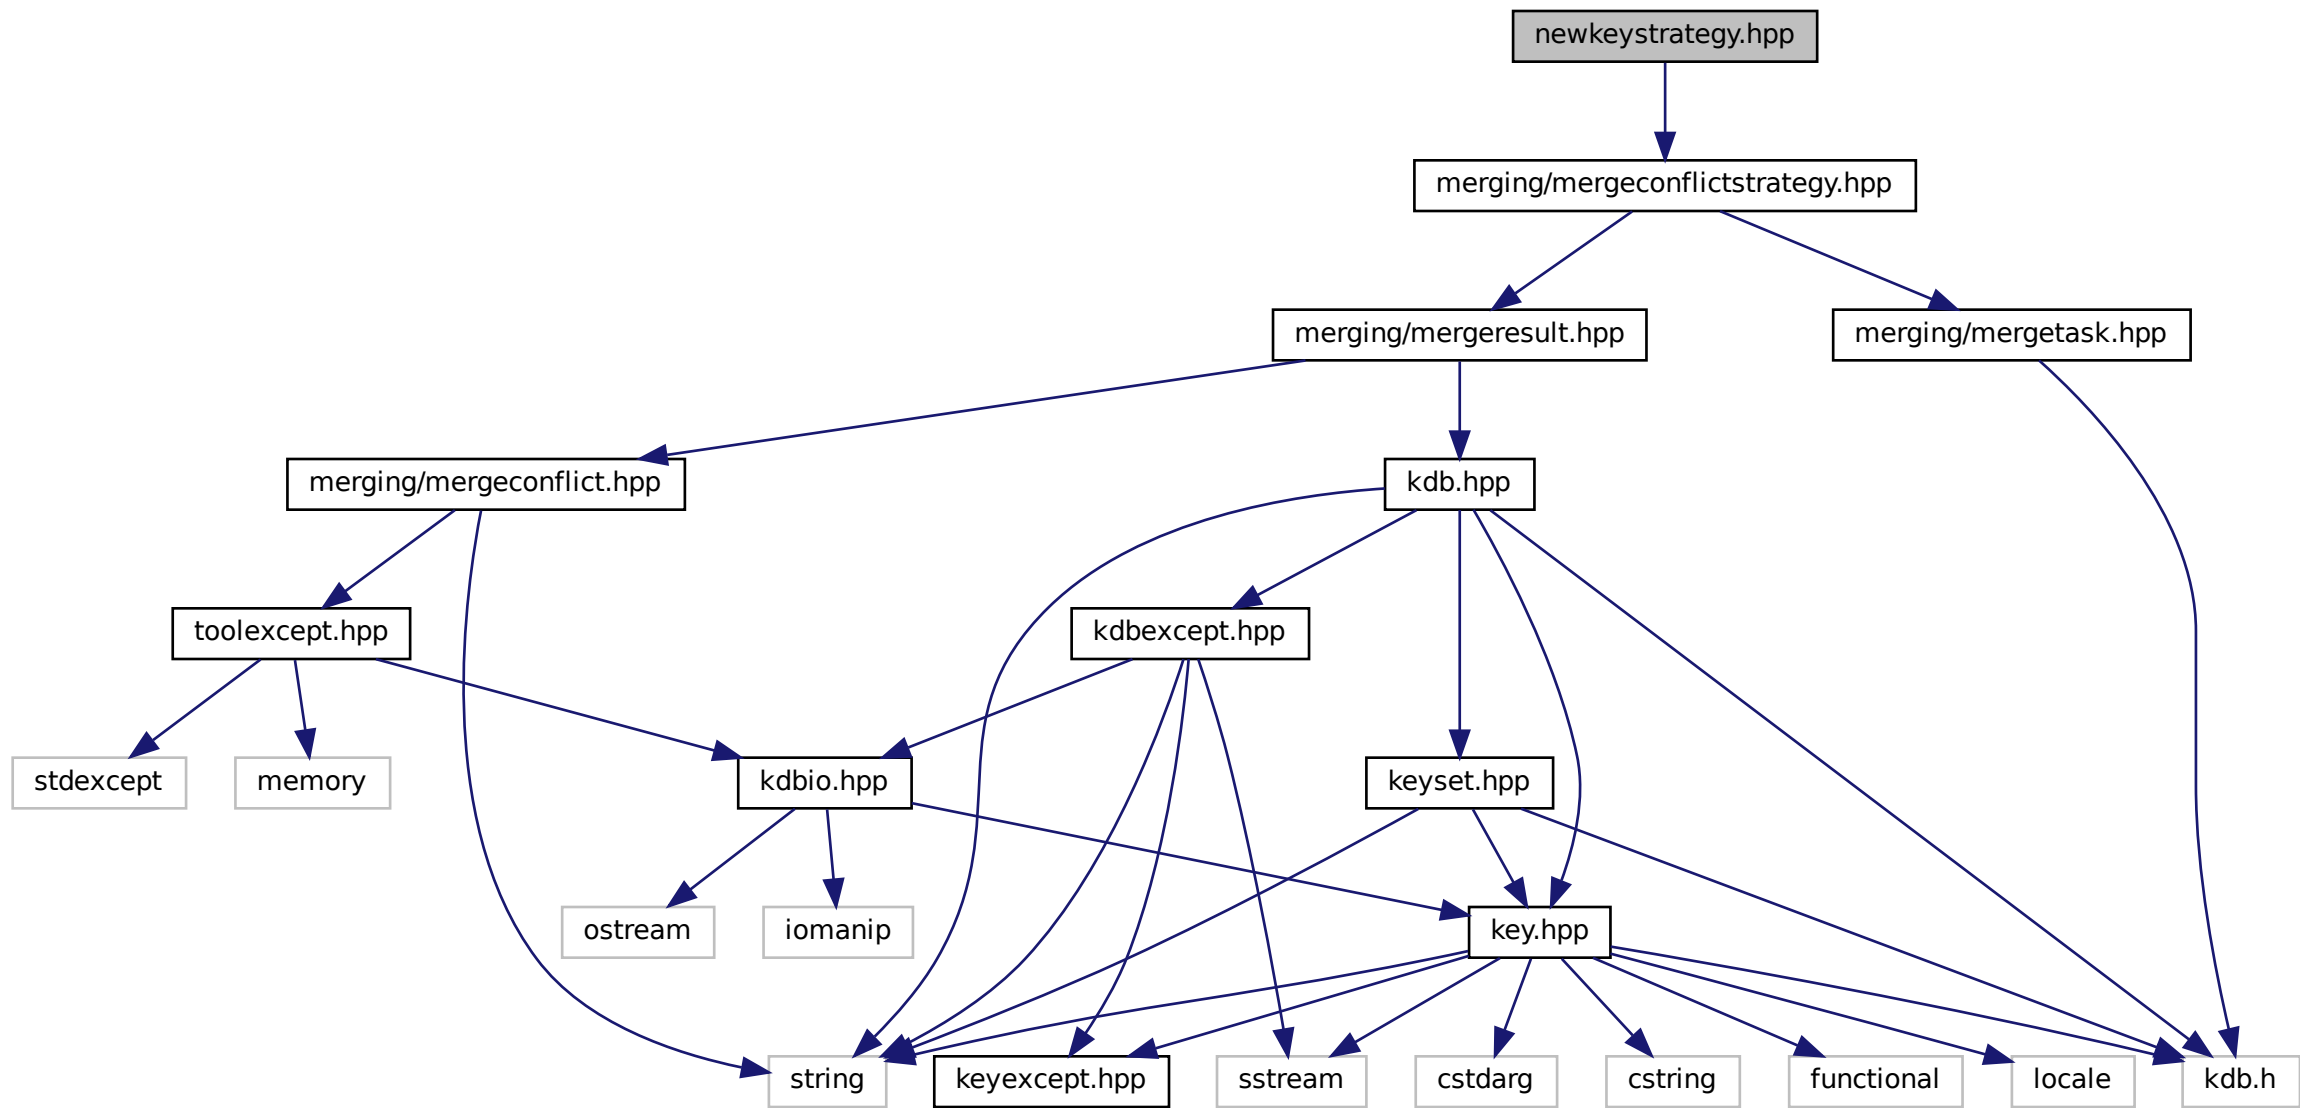 newkeystrategy.hpp
merging/mergeconflictstrategy.hpp
merging/mergeresult.hpp
merging/mergetask.hpp
merging/mergeconflict.hpp
kdb.hpp
toolexcept.hpp
kdbexcept.hpp
stdexcept
memory
kdbio.hpp
keyset.hpp
ostream
iomanip
key.hpp
string
keyexcept.hpp
sstream
cstdarg
cstring
functional
locale
kdb.h